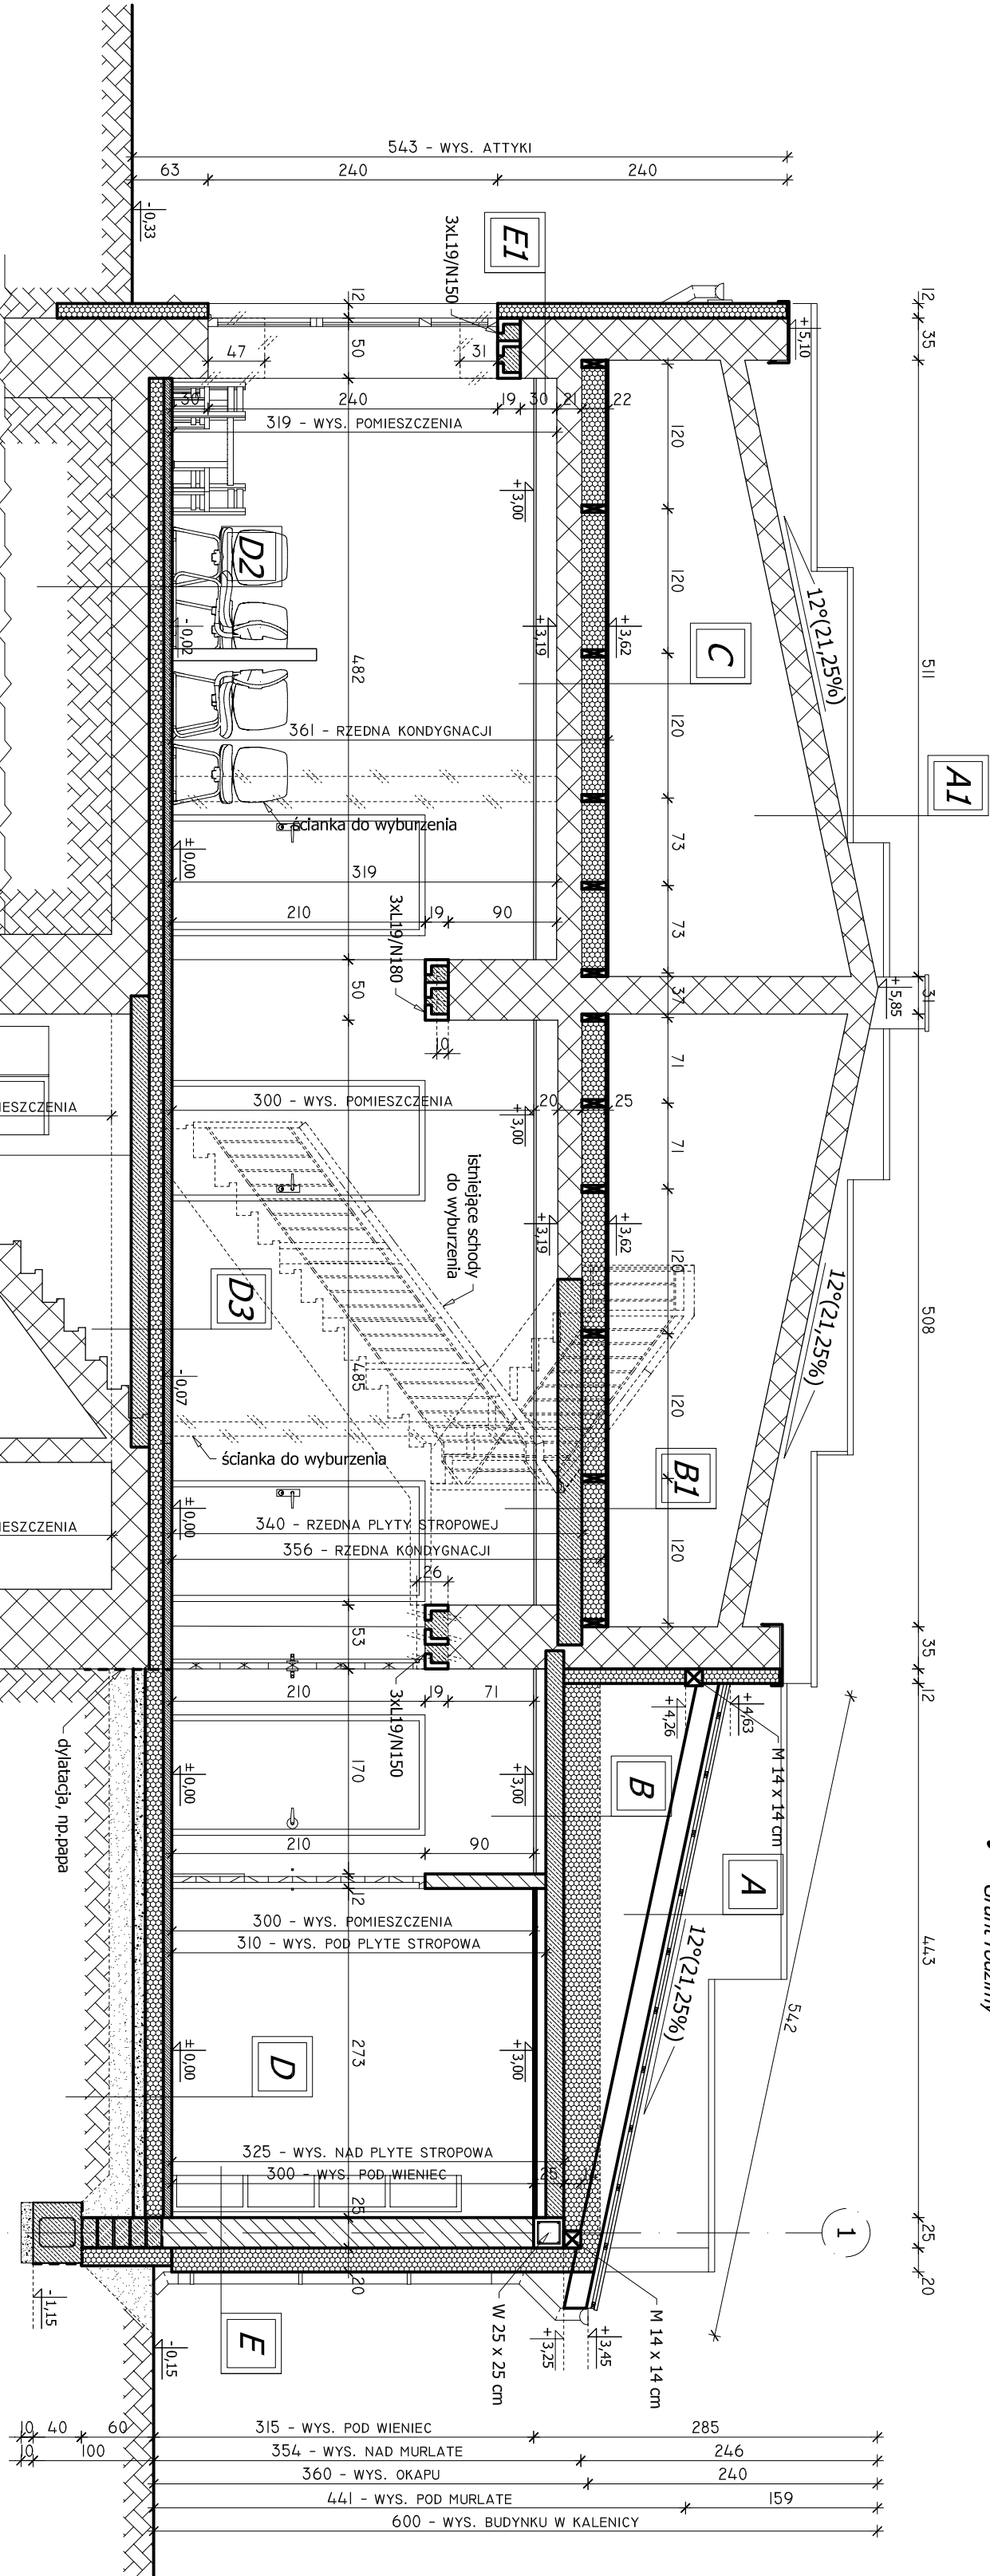 543 - WYS. ATTYKI
63
240
240
-0,33
E1
3xL19/N150
+5,10
12
35
511
31
508
35
12
443
25
20
12
50
482
50
485
53
170
12
273
25
20
47
31
30
240
19
30
21
22
319 - WYS. POMIESZCZENIA
120
120
120
73
73
37
71
71
120
120
120
+3,00
D2
-0,02
+3,19
+3,62
C
12°(21,25%)
A1
361 - RZEDNA KONDYGNACJI
ścianka do wyburzenia
±0,00
319
210
19
90
3xL19/N180
+5,85
10
300 - WYS. POMIESZCZENIA
20
25
+3,00
istniejące schody
do wyburzenia
+3,19
+3,62
D3
12°(21,25%)
-0,07
ścianka do wyburzenia
B1
±0,00
340 - RZEDNA PLYTY STROPOWEJ
356 - RZEDNA KONDYGNACJI
26
210
19
71
3xL19/N150
+4,26
+4,63
M 14 x 14 cm
dylatacja, np.papa
±0,00
+3,00
B
210
90
A
300 - WYS. POMIESZCZENIA
310 - WYS. POD PLYTE STROPOWA
12°(21,25%)
542
±0,00
+3,00
D
325 - WYS. NAD PLYTE STROPOWA
300 - WYS. POD WIENIEC
25
1
-1,15
-0,15
E
W 25 x 25 cm
+3,25
+3,45
M 14 x 14 cm
10
40
60
315 - WYS. POD WIENIEC
285
10
100
354 - WYS. NAD MURLATE
246
360 - WYS. OKAPU
240
441 - WYS. POD MURLATE
159
600 - WYS. BUDYNKU W KALENICY